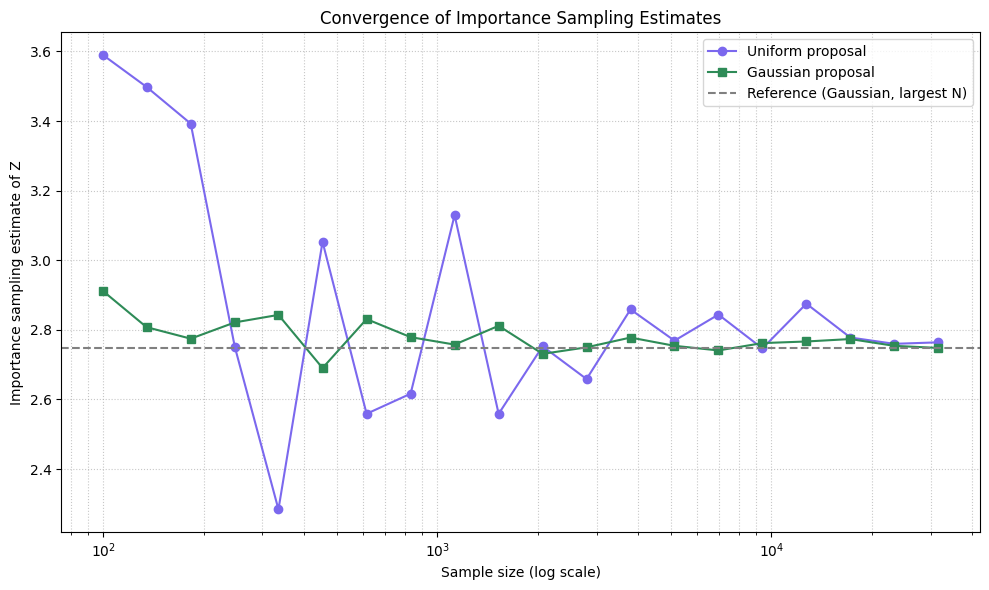 Convergence of Importance Sampling Estimates
Importance sampling estimate of Z
3.6
3.4
3.2
3.0
2.8
2.6
2.4
Uniform proposal
Gaussian proposal
Reference (Gaussian, largest N)
10²
10³
10⁴
Sample size (log scale)